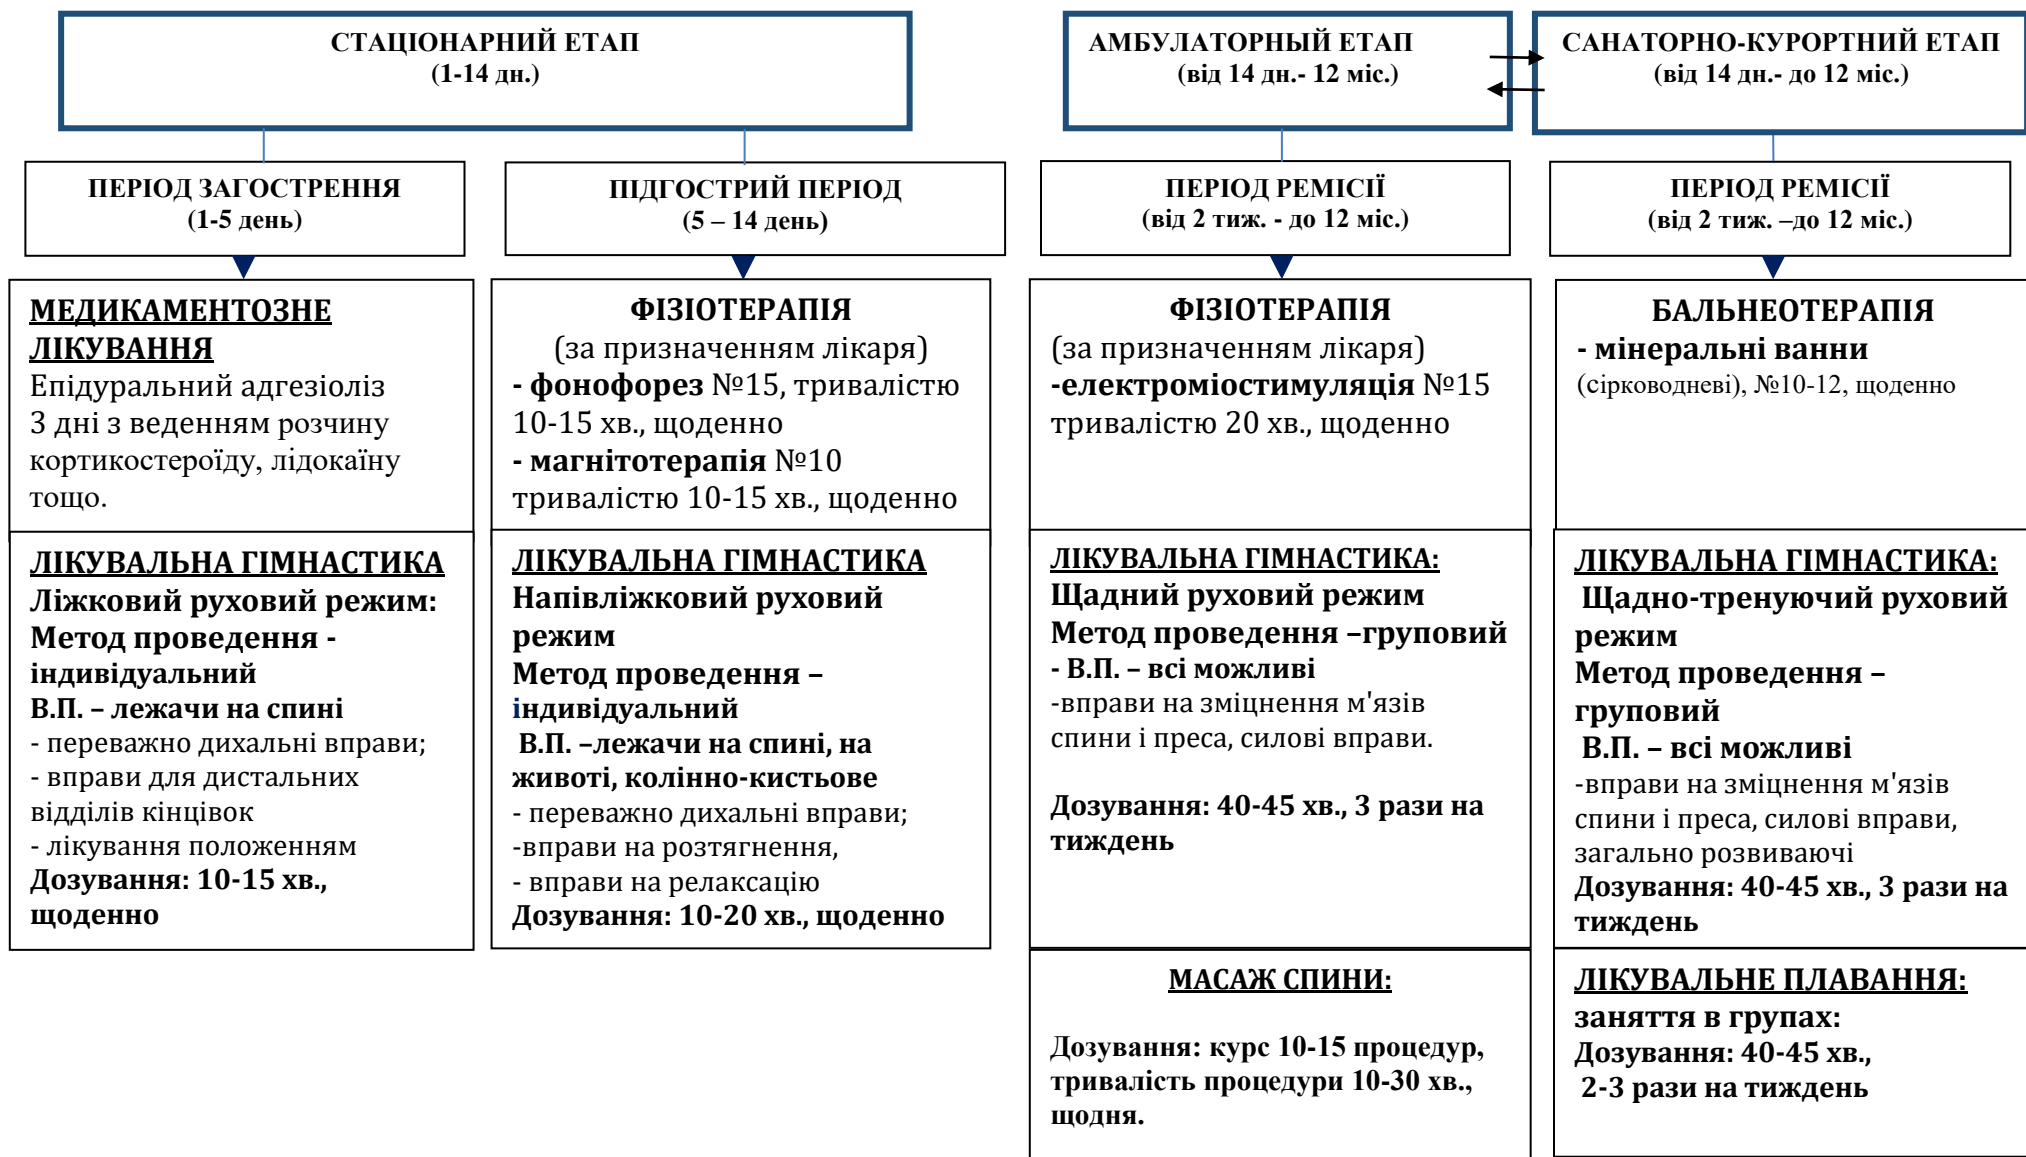 СТАЦІОНАРНИЙ ЕТАП
(1-14 дн.)
АМБУЛАТОРНЫЙ ЕТАП
(від 14 дн.- 12 міс.)
САНАТОРНО-КУРОРТНИЙ ЕТАП
(від 14 дн.- до 12 міс.)
ПЕРІОД ЗАГОСТРЕННЯ
(1-5 день)
ПІДГОСТРИЙ ПЕРІОД
(5 – 14 день)
ПЕРІОД РЕМІСІЇ
(від 2 тиж. - до 12 міс.)
ПЕРІОД РЕМІСІЇ
(від 2 тиж. –до 12 міс.)
МЕДИКАМЕНТОЗНЕ
ЛІКУВАННЯ
Епідуральний адгезіоліз
3 дні з веденням розчину
кортикостероїду, лідокаїну
тощо.
ФІЗІОТЕРАПІЯ
(за призначенням лікаря)
- фонофорез №15, тривалістю
10-15 хв., щоденно
- магнітотерапія №10
тривалістю 10-15 хв., щоденно
ФІЗІОТЕРАПІЯ
(за призначенням лікаря)
-електроміостимуляція №15
тривалістю 20 хв., щоденно
БАЛЬНЕОТЕРАПІЯ
- мінеральні ванни
(сірководневі), №10-12, щоденно
ЛІКУВАЛЬНА ГІМНАСТИКА
Ліжковий руховий режим:
Метод проведення -
індивідуальний
В.П. – лежачи на спині
- переважно дихальні вправи;
- вправи для дистальних
відділів кінцівок
- лікування положенням
Дозування: 10-15 хв.,
щоденно
ЛІКУВАЛЬНА ГІМНАСТИКА
Напівліжковий руховий
режим
Метод проведення –
індивідуальний
В.П. –лежачи на спині, на
животі, колінно-кистьове
- переважно дихальні вправи;
-вправи на розтягнення,
- вправи на релаксацію
Дозування: 10-20 хв., щоденно
ЛІКУВАЛЬНА ГІМНАСТИКА:
Щадний руховий режим
Метод проведення –груповий
- В.П. – всі можливі
-вправи на зміцнення м'язів
спини і преса, силові вправи.
Дозування: 40-45 хв., 3 рази на
тиждень
ЛІКУВАЛЬНА ГІМНАСТИКА:
Щадно-тренуючий руховий
режим
Метод проведення –
груповий
В.П. – всі можливі
-вправи на зміцнення м'язів
спини і преса, силові вправи,
загально розвиваючі
Дозування: 40-45 хв., 3 рази на
тиждень
МАСАЖ СПИНИ:
Дозування: курс 10-15 процедур,
тривалість процедури 10-30 хв.,
щодня.
ЛІКУВАЛЬНЕ ПЛАВАННЯ:
заняття в групах:
Дозування: 40-45 хв.,
2-3 рази на тиждень